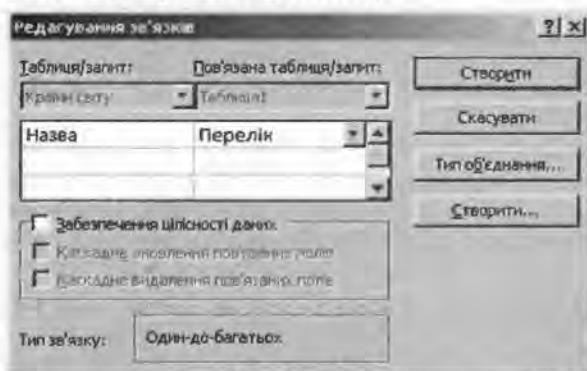 Редагування зв'язків
Таблиця/запит: Пов'язана таблиця/запит:
Країни світу Таблиця1
Назва Перелік
Забезпечення цілісності даних
Каскадне оновлення пов'язаних полів
Каскадне видалення пов'язаних полів
Тип зв'язку: Один-до-багатьох
Створити
Скасувати
Тип об'єднання...
Створити...